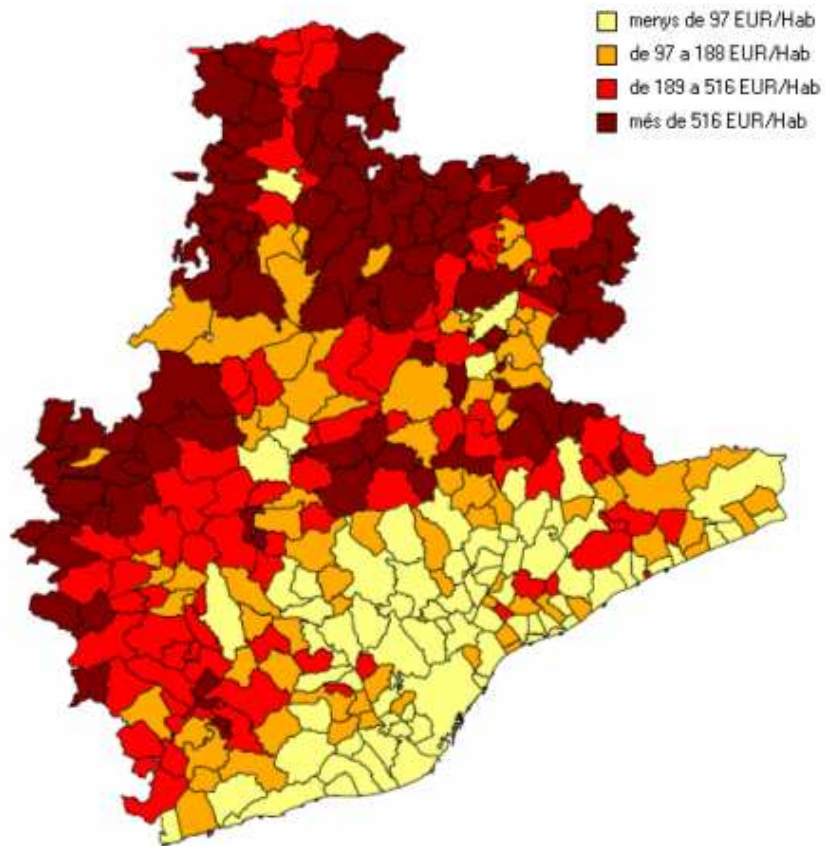 menys de 97 EUR/Hab
de 97 a 188 EUR/Hab
de 189 a 516 EUR/Hab
més de 516 EUR/Hab